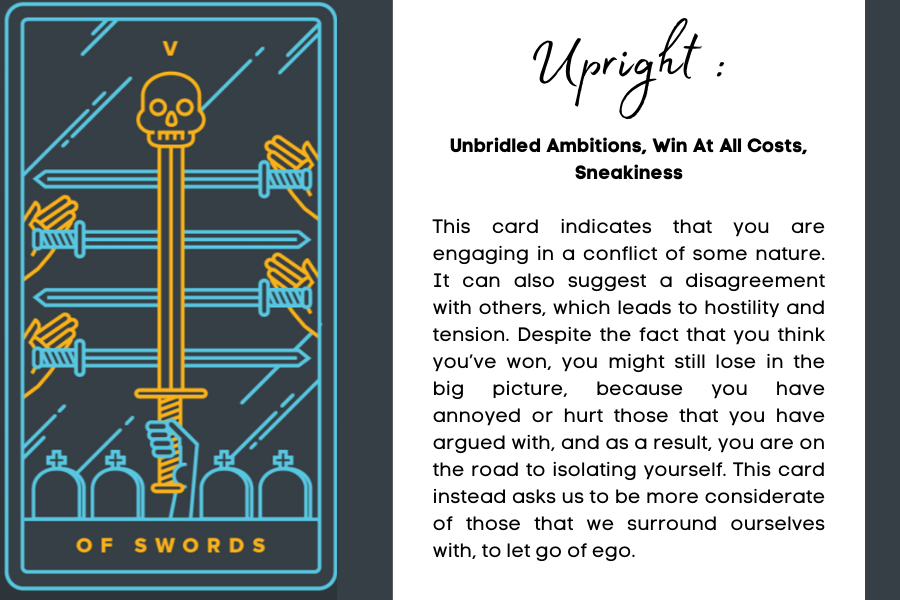 V
OF SWORDS
Upright :
Unbridled Ambitions, Win At All Costs,
Sneakiness
This card indicates that you are
engaging in a conflict of some nature.
It can also suggest a disagreement
with others, which leads to hostility and
tension. Despite the fact that you think
you’ve won, you might still lose in the
big picture, because you have
annoyed or hurt those that you have
argued with, and as a result, you are on
the road to isolating yourself. This card
instead asks us to be more considerate
of those that we surround ourselves
with, to let go of ego.